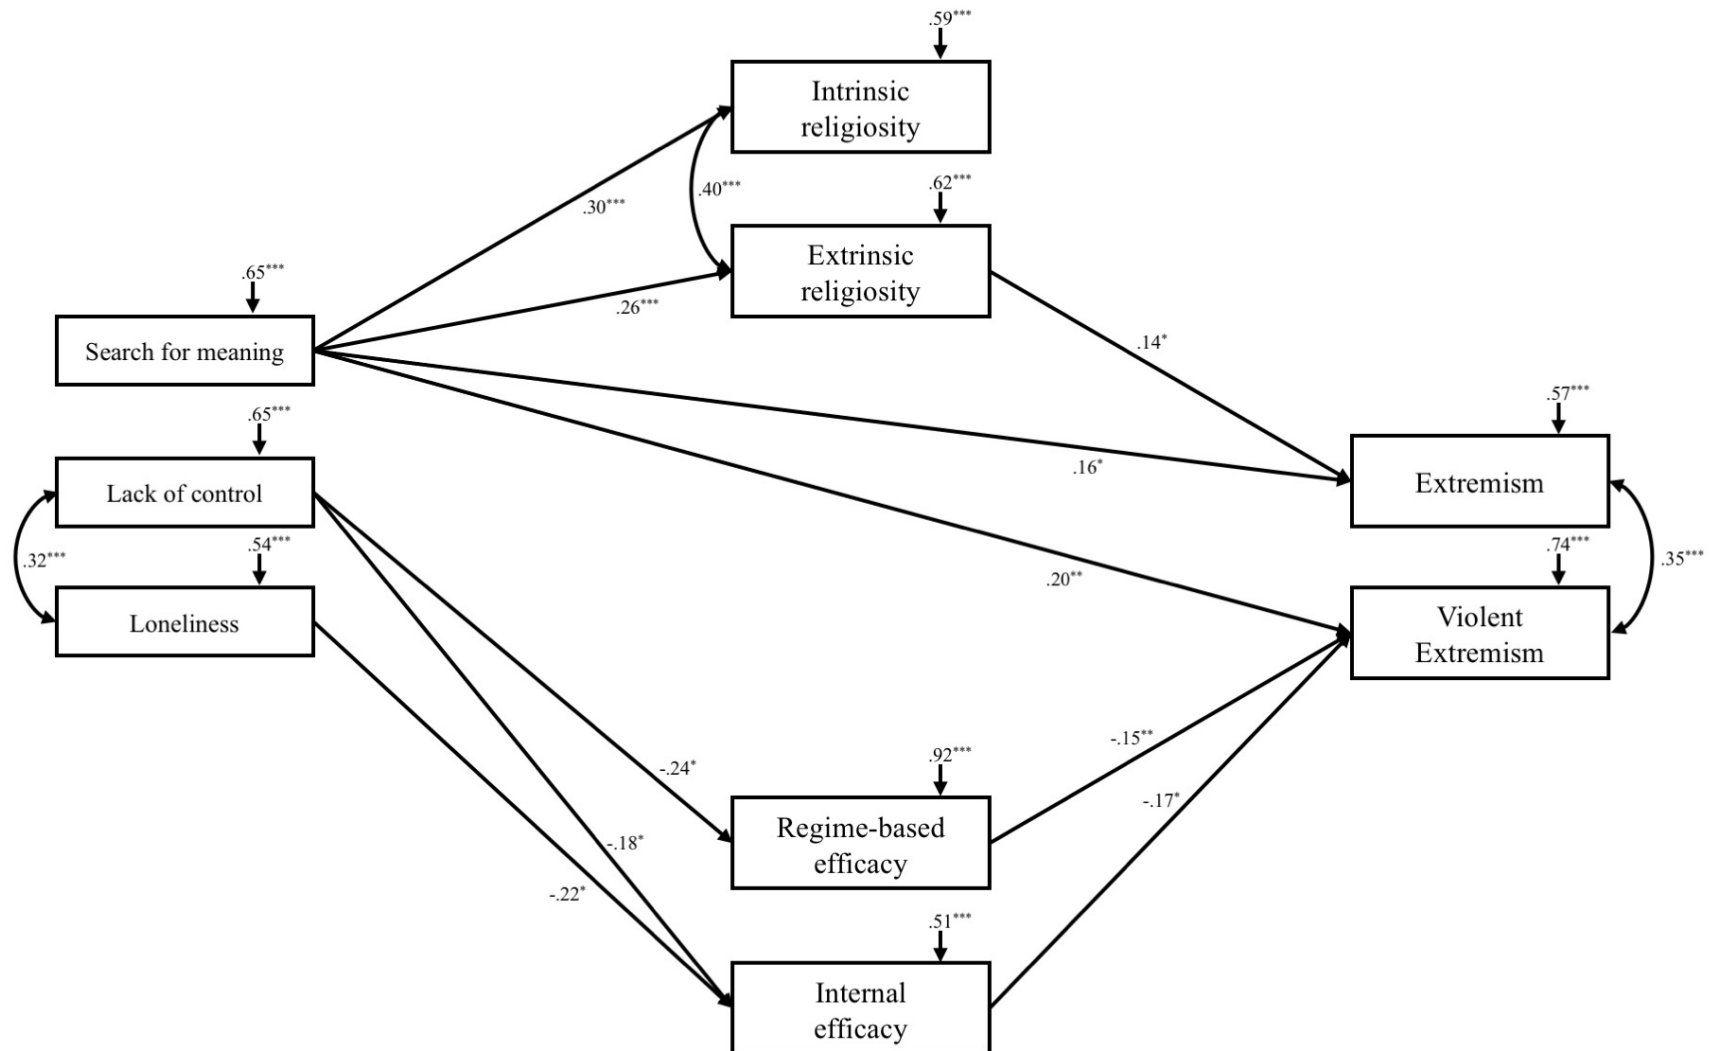 .59***
Intrinsic
religiosity
.40***
.30***
.62***
Extrinsic
religiosity
.26***
.65***
Search for meaning
.14*
.16*
.20**
.65***
Lack of control
.32***
.54***
Loneliness
.57***
Extremism
.35***
.74***
Violent
Extremism
-.24*
-.18*
-.22*
-.15**
-.17*
.92***
Regime-based
efficacy
.51***
Internal
efficacy